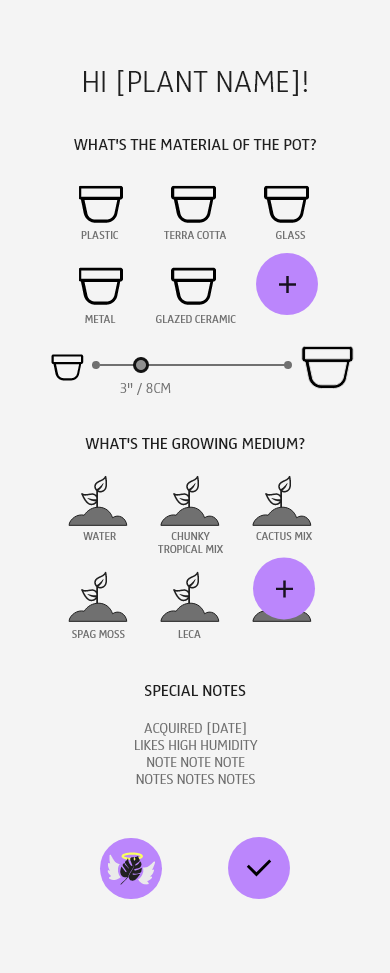 HI [PLANT NAME]!
WHAT'S THE MATERIAL OF THE POT?
PLASTIC TERRA COTTA GLASS
METAL GLAZED CERAMIC
3" / 8CM
WHAT'S THE GROWING MEDIUM?
WATER CHUNKY CACTUS MIX
TROPICAL MIX
SPAG MOSS LECA
SPECIAL NOTES
ACQUIRED [DATE]
LIKES HIGH HUMIDITY
NOTE NOTE NOTE
NOTES NOTES NOTES